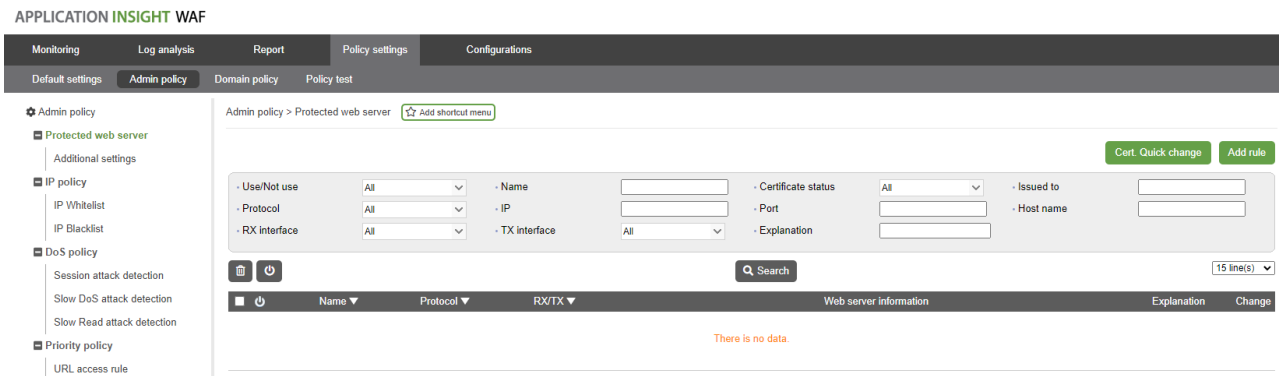 APPLICATION INSIGHT WAF
Monitoring Log analysis Report Policy settings Configurations
Default settings Admin policy Domain policy Policy test
Admin policy
Protected web server
Additional settings
IP policy
IP Whitelist
IP Blacklist
DoS policy
Session attack detection
Slow DoS attack detection
Slow Read attack detection
Priority policy
URL access rule
Admin policy > Protected web server Add shortcut menu
Cert. Quick change Add rule
Use/Not use All Name Certificate status All Issued to
Protocol All IP Port Host name
RX interface All TX interface All Explanation
Search 15 line(s)
Name ▼ Protocol ▼ RX/TX ▼ Web server information Explanation Change
There is no data.